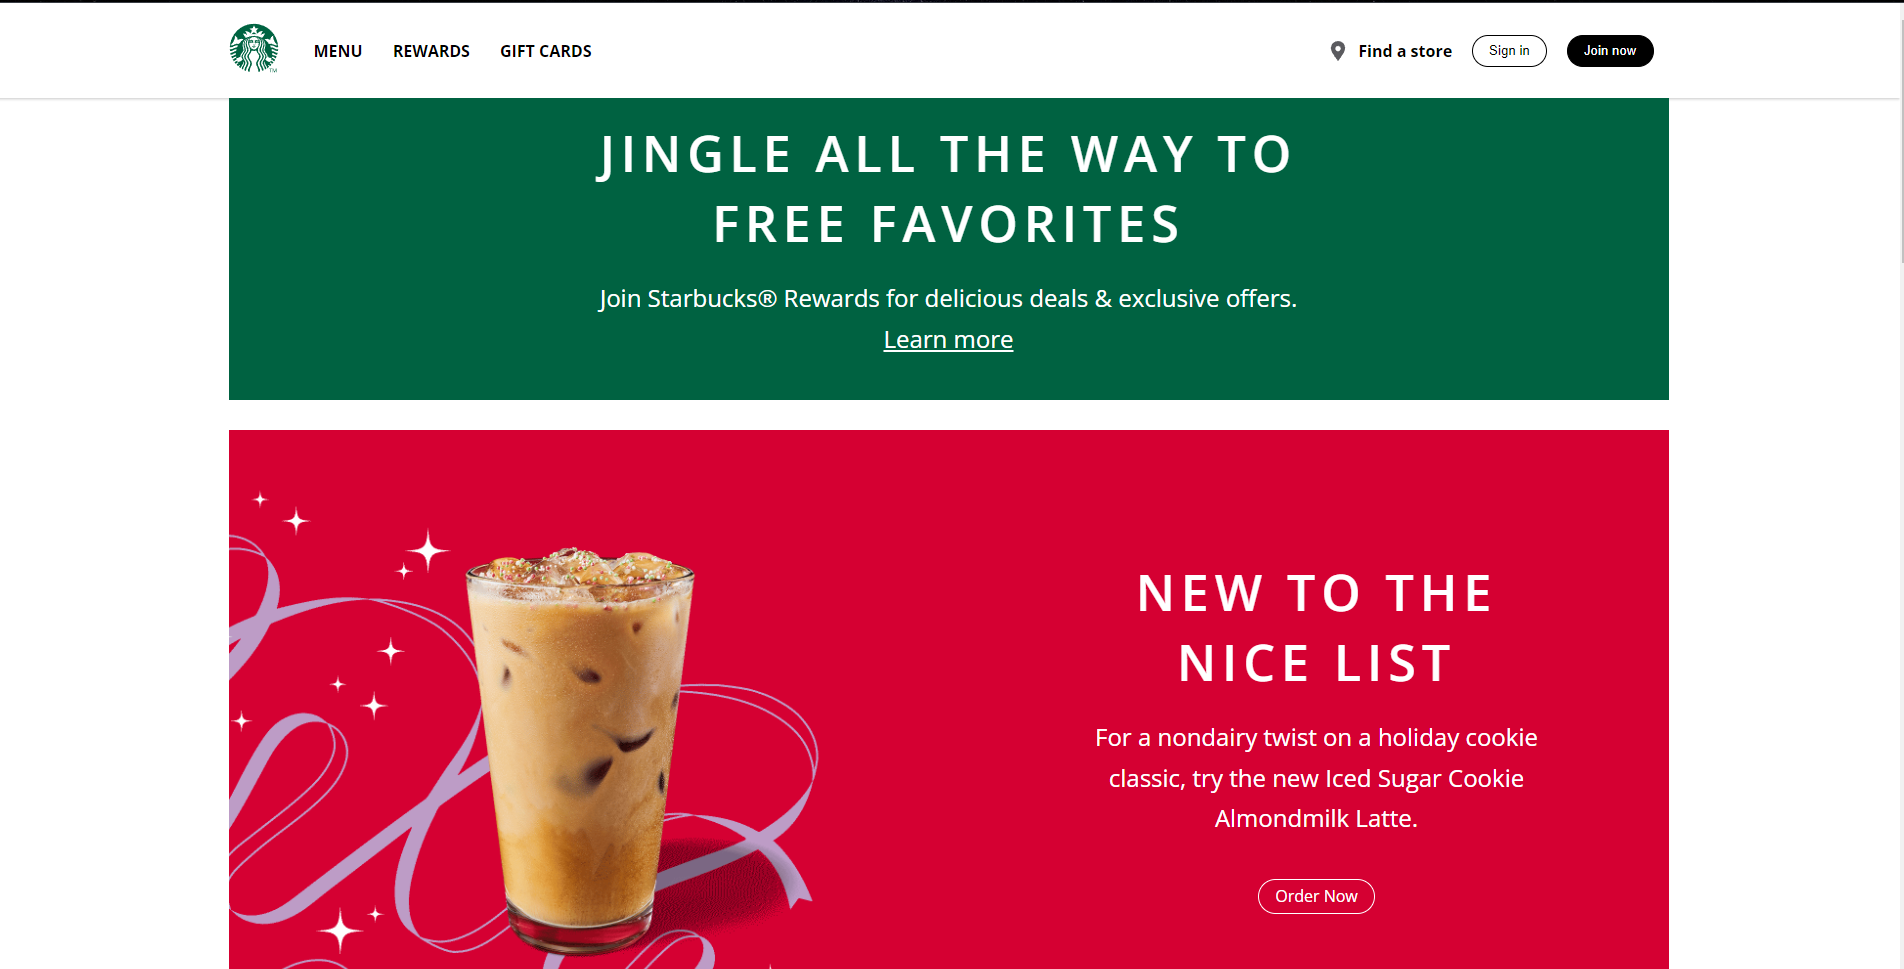 MENU REWARDS GIFT CARDS Find a store Sign in Join now
JINGLE ALL THE WAY TO
FREE FAVORITES
Join Starbucks® Rewards for delicious deals & exclusive offers.
Learn more
NEW TO THE
NICE LIST
For a nondairy twist on a holiday cookie
classic, try the new Iced Sugar Cookie
Almondmilk Latte.
Order Now